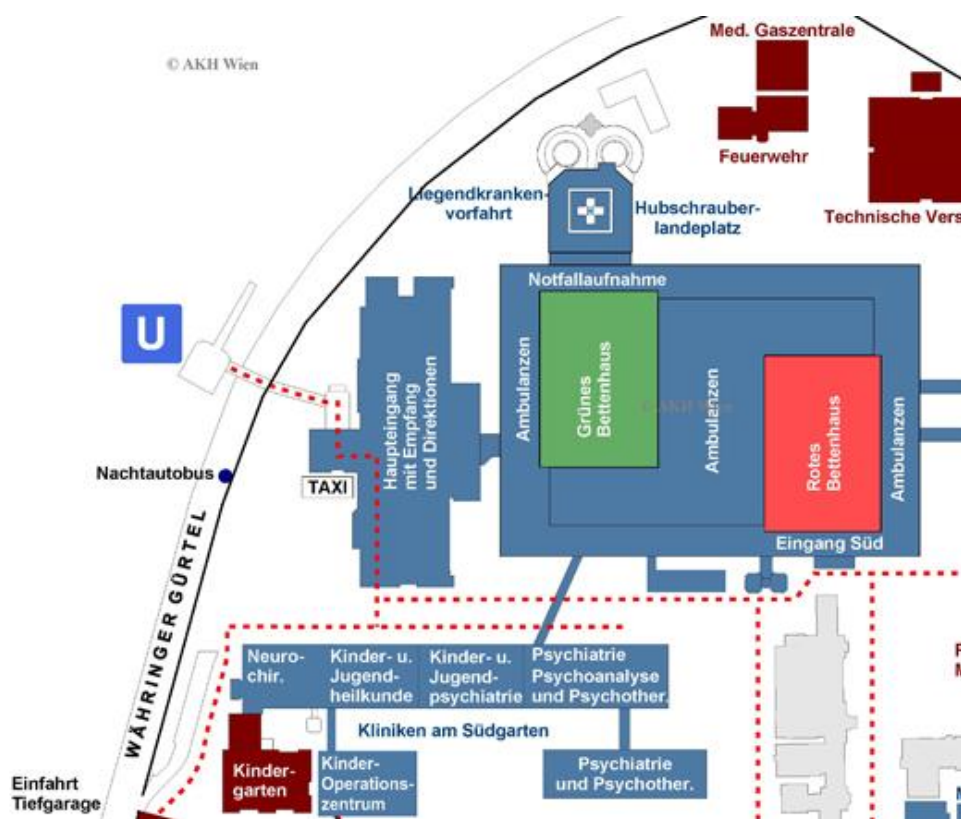 Med. Gaszentrale
© AKH Wien
Feuerwehr
Liegendkranken-
vorfahrt
Hubschrauber-
landeplatz
Technische Vers
Notfallaufnahme
U
Ambulanzen
Grünes
Bettenhaus
Ambulanzen
© AKH Wien
Rotes
Bettenhaus
Ambulanzen
Haupteingang
mit Empfang
und Direktionen
Nachtautobus
TAXI
Eingang Süd
WÄHRINGER GÜRTEL
Neuro-
chir.
Kinder- u.
Jugend-
heilkunde
Kinder- u.
Jugend-
psychiatrie
Psychiatrie
Psychoanalyse
und Psychother.
Kliniken am Südgarten
Kinder-
garten
Kinder-
Operations-
zentrum
Psychiatrie
und Psychother.
Einfahrt
Tiefgarage